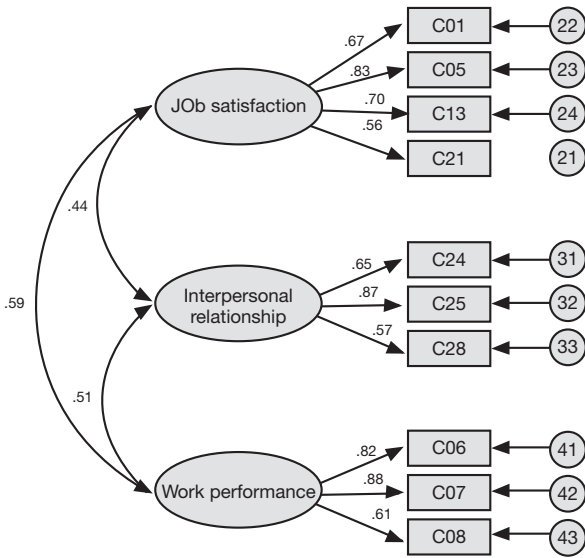 .67
C01
22
.83
C05
23
JOb satisfaction
.70
C13
24
.56
C21
21
.44
.65
C24
31
Interpersonal
relationship
.87
C25
32
.59
.57
C28
33
.51
.82
C06
41
Work performance
.88
C07
42
.61
C08
43